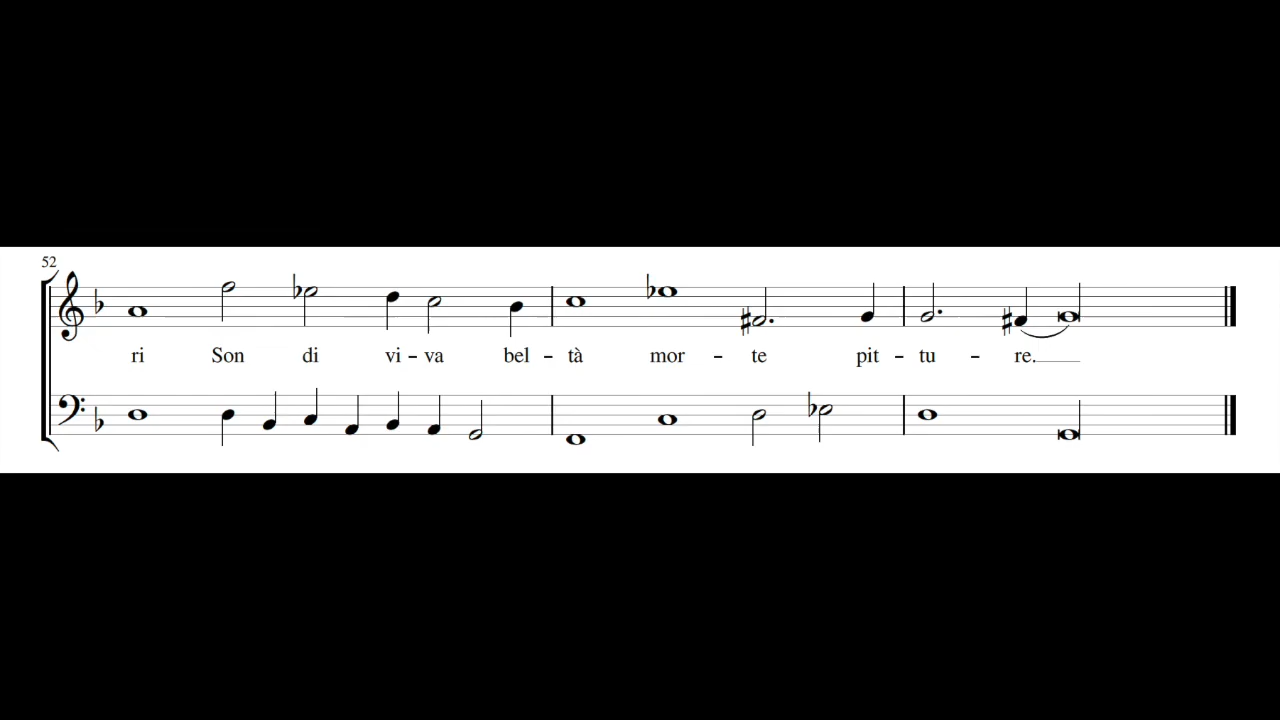 52
ri Son di vi – va bel – tà mor – te pit – tu – re.